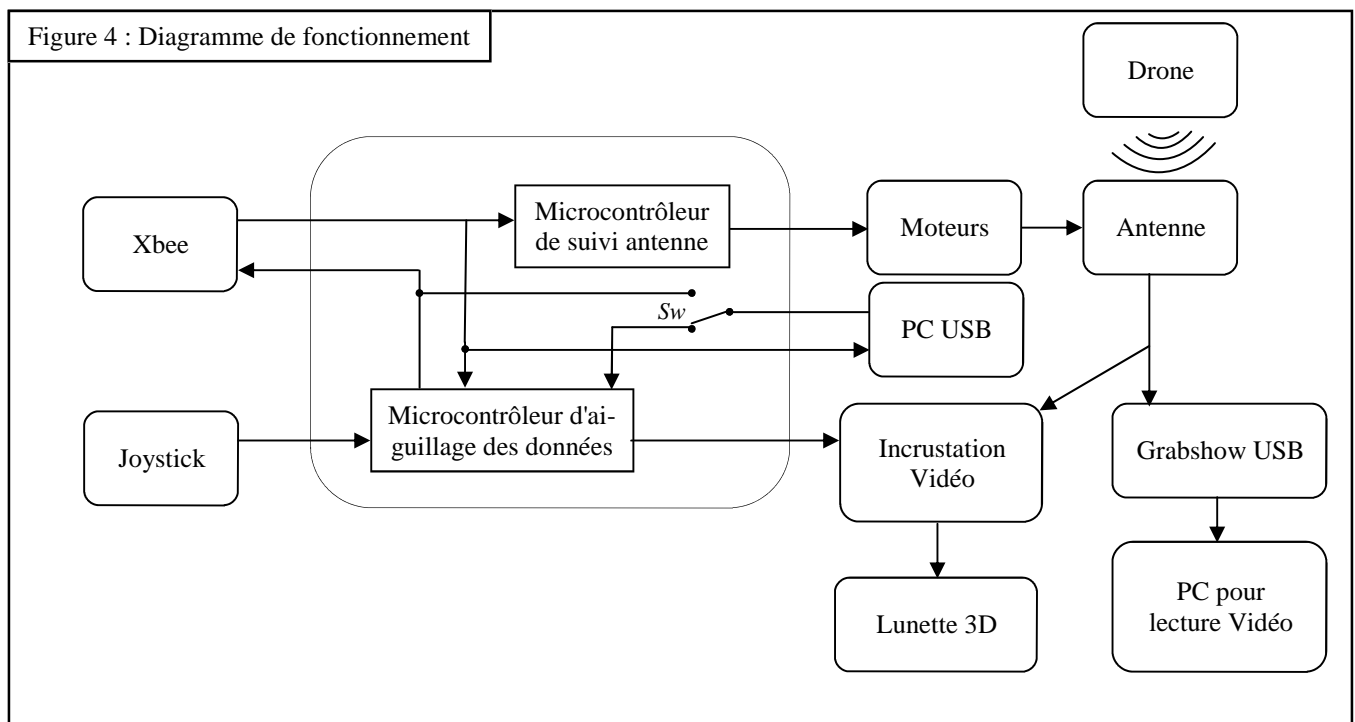 Figure 4 : Diagramme de fonctionnement
Drone
Xbee
Microcontrôleur
de suivi antenne
Moteurs
Antenne
Sw
PC USB
Joystick
Microcontrôleur d'ai-
guillage des données
Incrustation
Vidéo
Grabshow USB
Lunette 3D
PC pour
lecture Vidéo